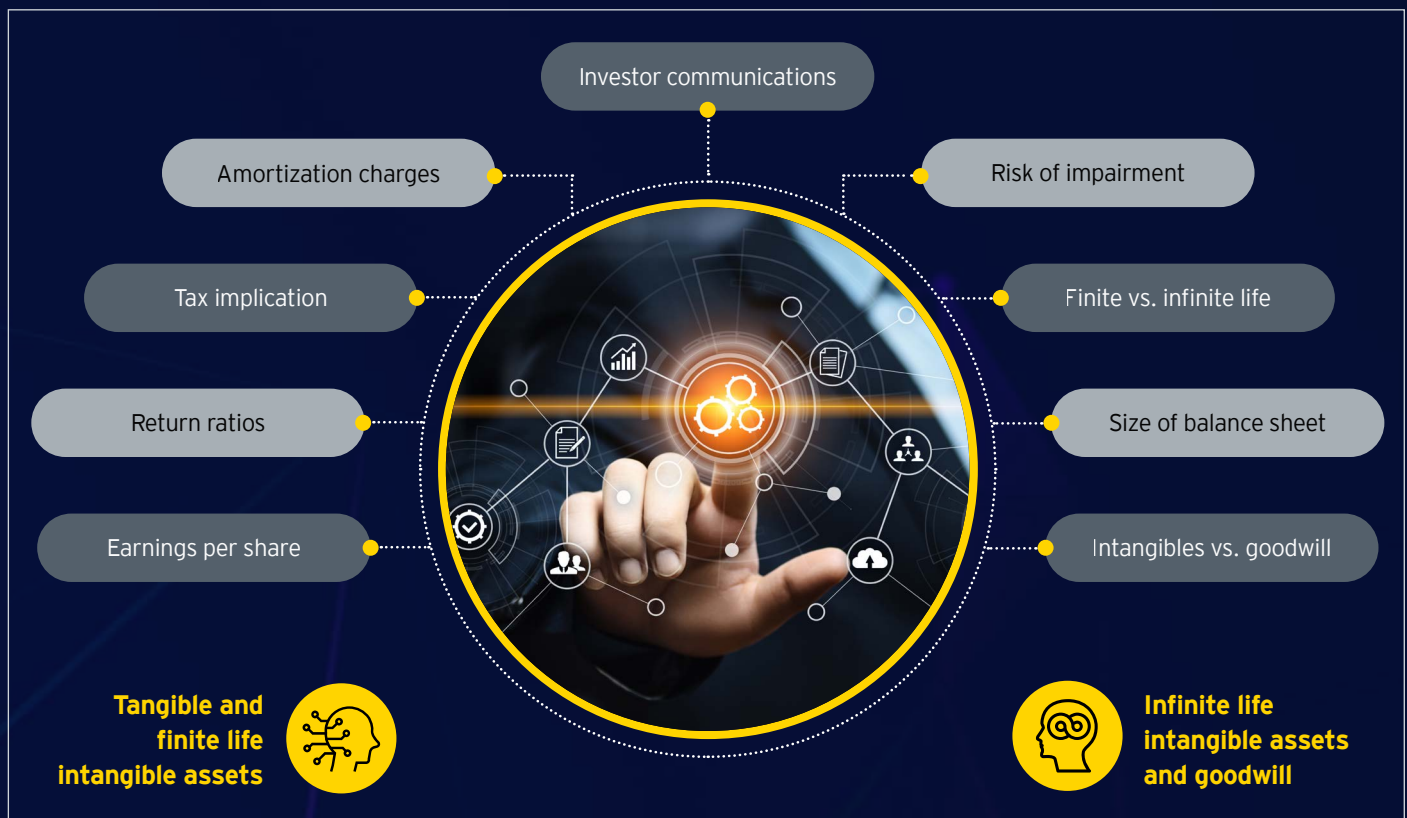 Investor communications
Amortization charges
Risk of impairment
Tax implication
Finite vs. infinite life
Return ratios
Size of balance sheet
Earnings per share
Intangibles vs. goodwill
Tangible and
finite life
intangible assets
Infinite life
intangible assets
and goodwill